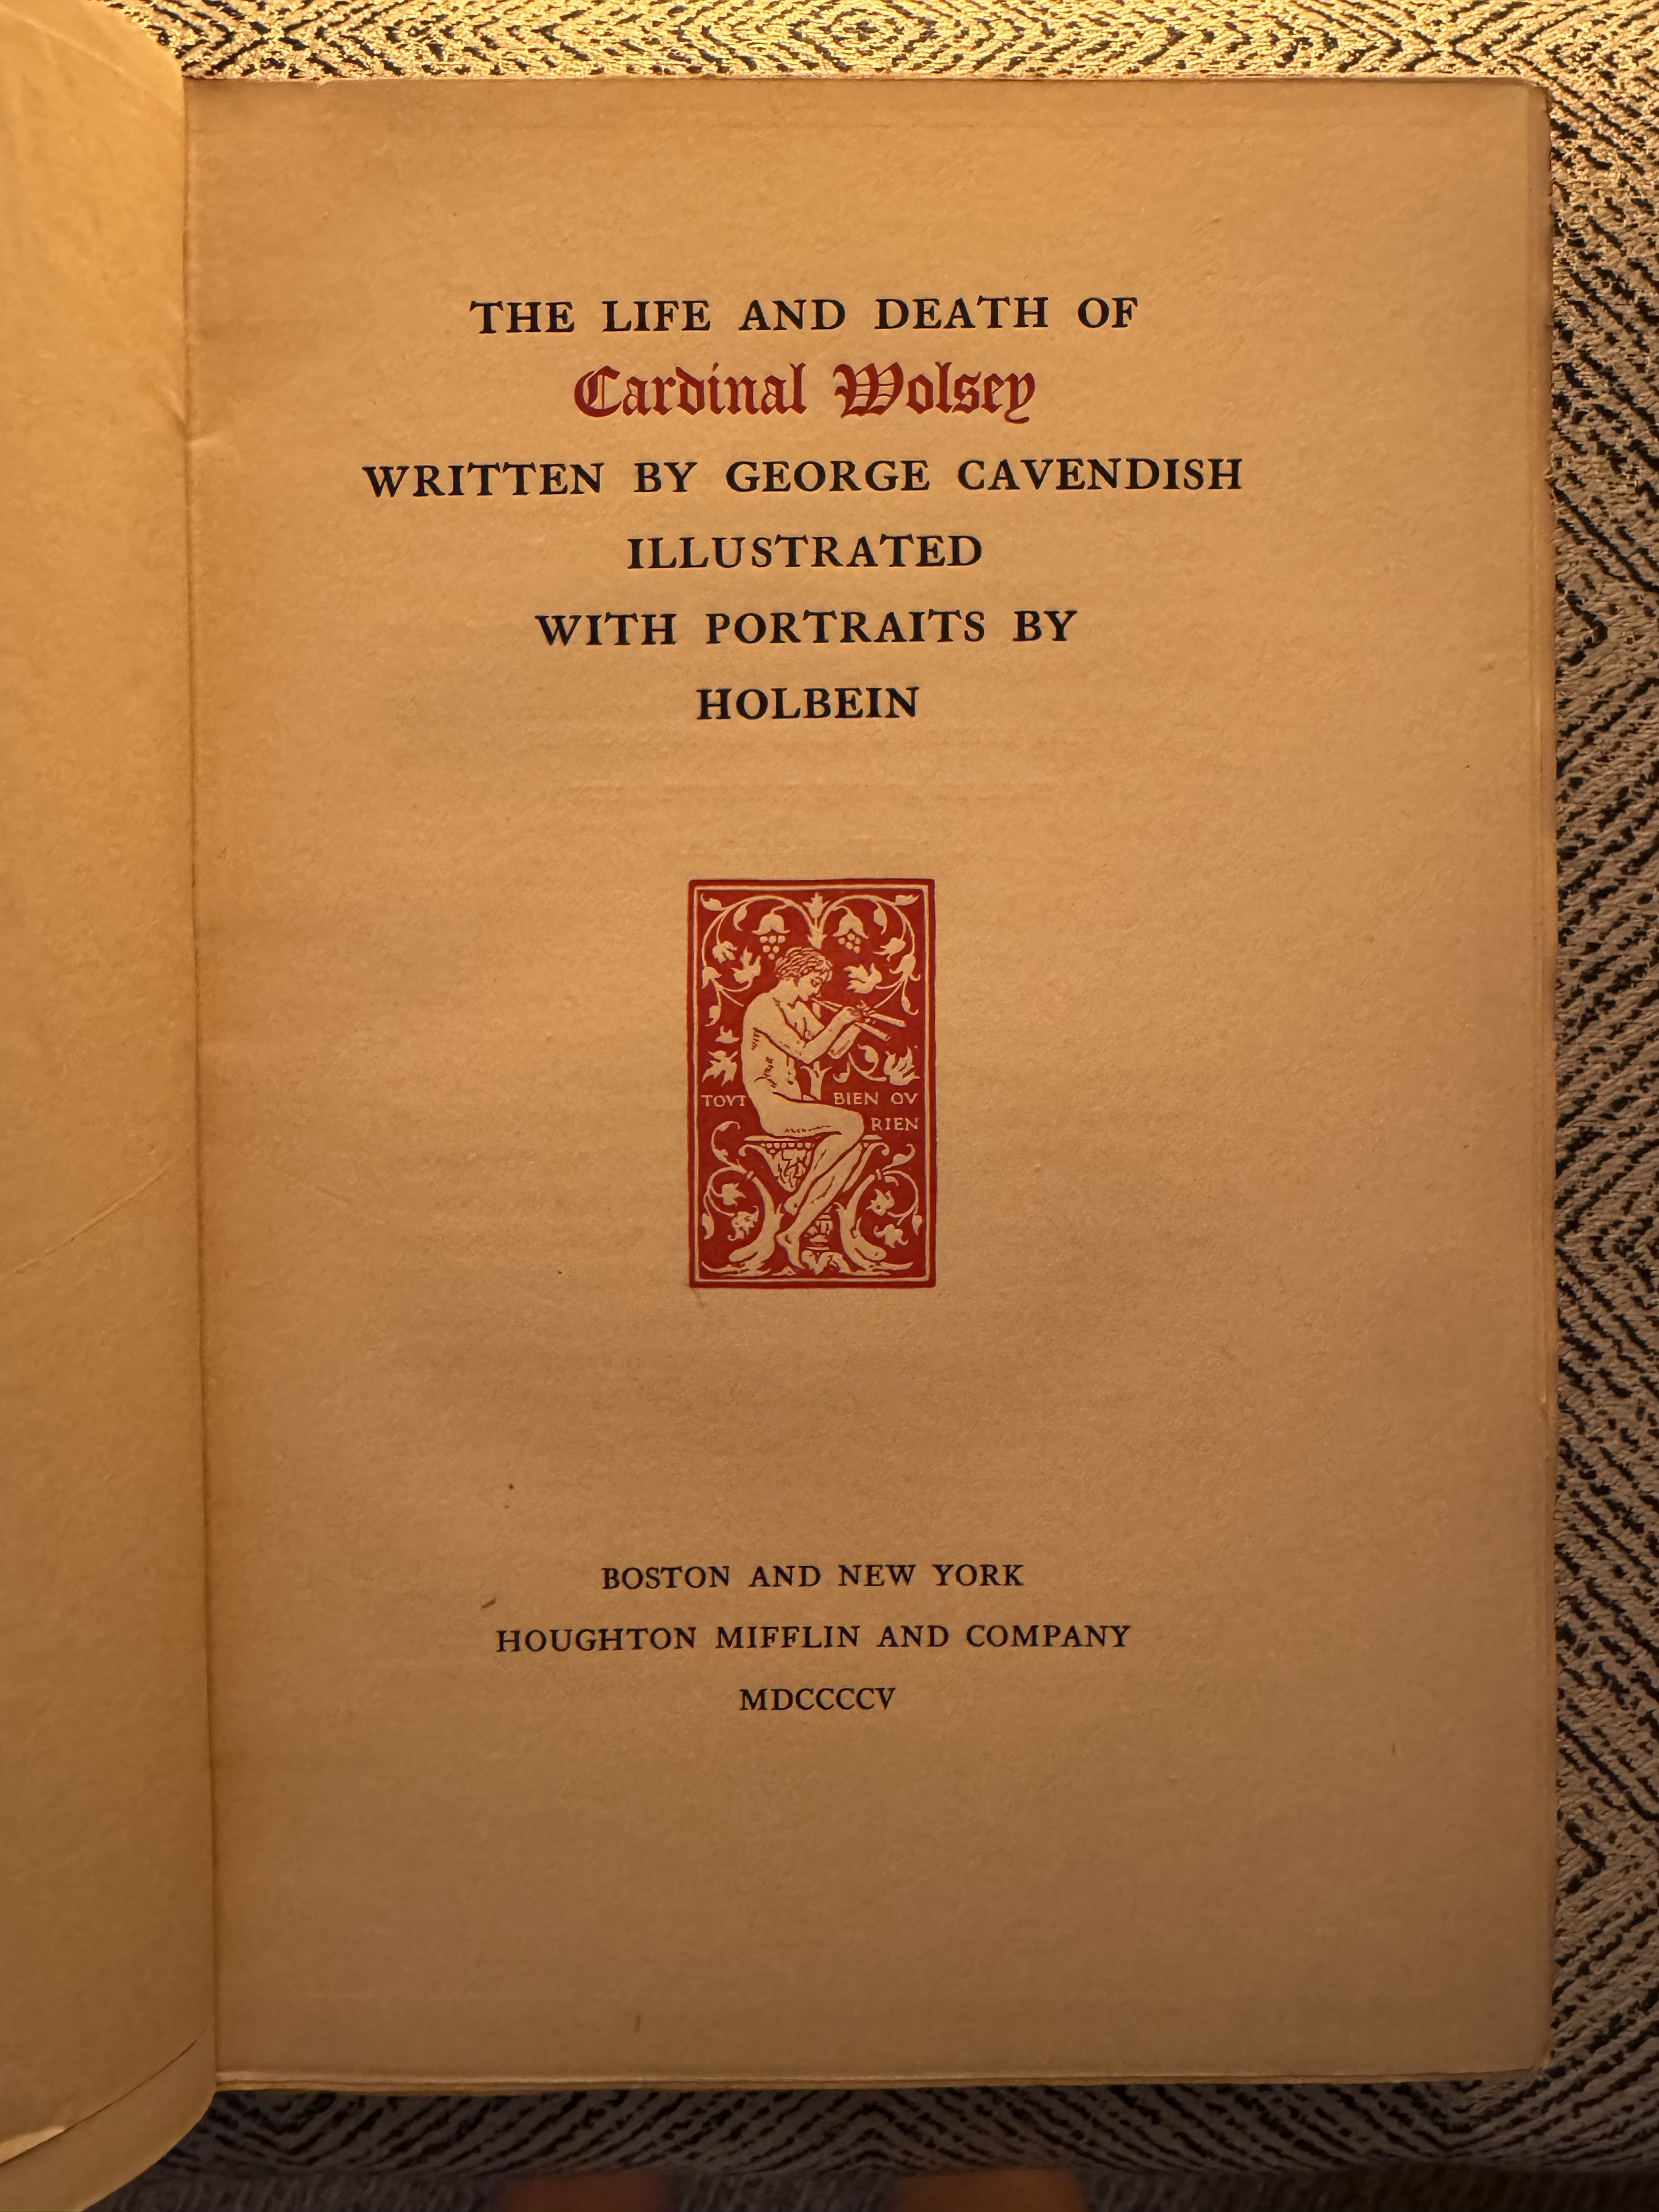 THE LIFE AND DEATH OF
Cardinal Wolsey
WRITTEN BY GEORGE CAVENDISH
ILLUSTRATED
WITH PORTRAITS BY
HOLBEIN
TOVT BIEN OV
RIEN
BOSTON AND NEW YORK
HOUGHTON MIFFLIN AND COMPANY
MDCCCCV